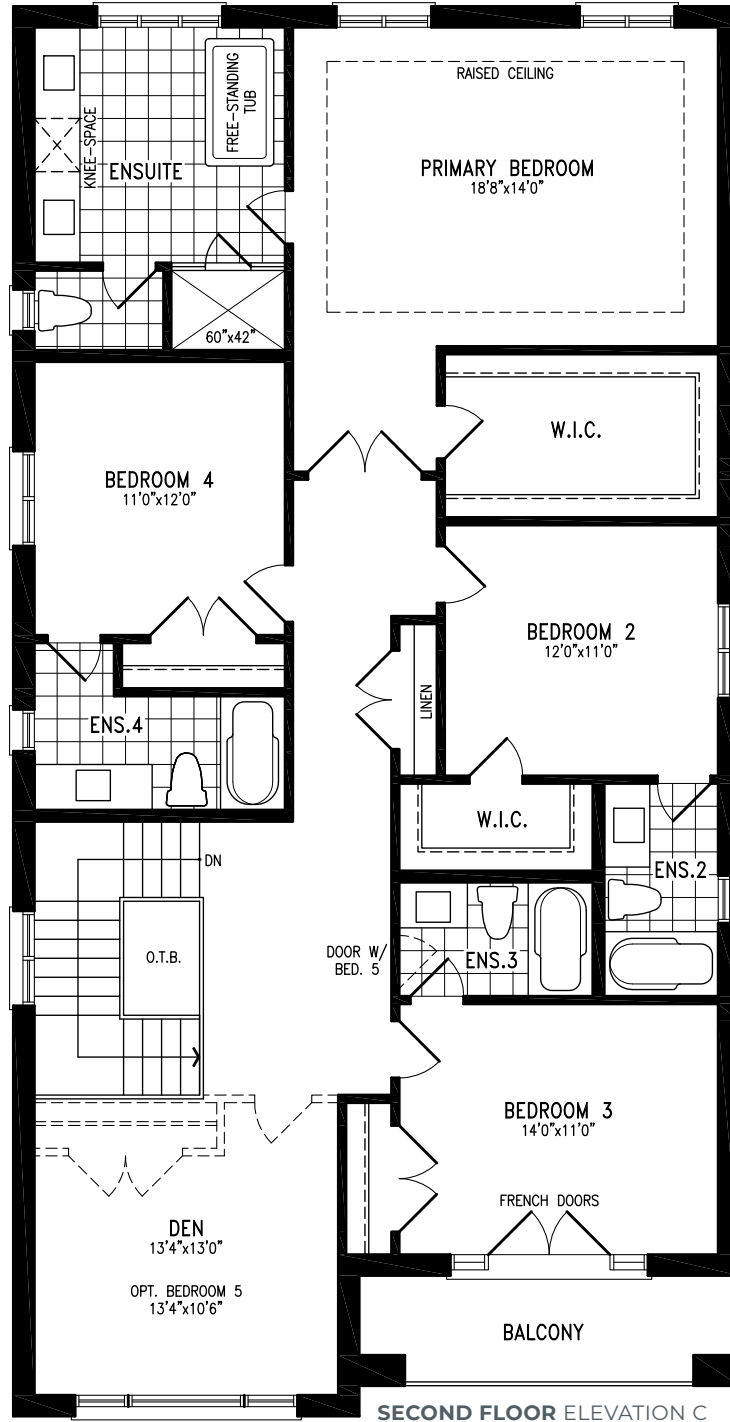 RAISED CEILING
FREE-STANDING
TUB
KNEE-SPACE
ENSUITE
PRIMARY BEDROOM
18'8"x14'0"
60"x42"
W.I.C.
BEDROOM 4
11'0"x12'0"
BEDROOM 2
12'0"x11'0"
LINEN
ENS.4
W.I.C.
DN
ENS.2
O.T.B.
DOOR W/
BED. 5
ENS.3
BEDROOM 3
14'0"x11'0"
FRENCH DOORS
DEN
13'4"x13'0"
OPT. BEDROOM 5
13'4"x10'6"
BALCONY
SECOND FLOOR ELEVATION C